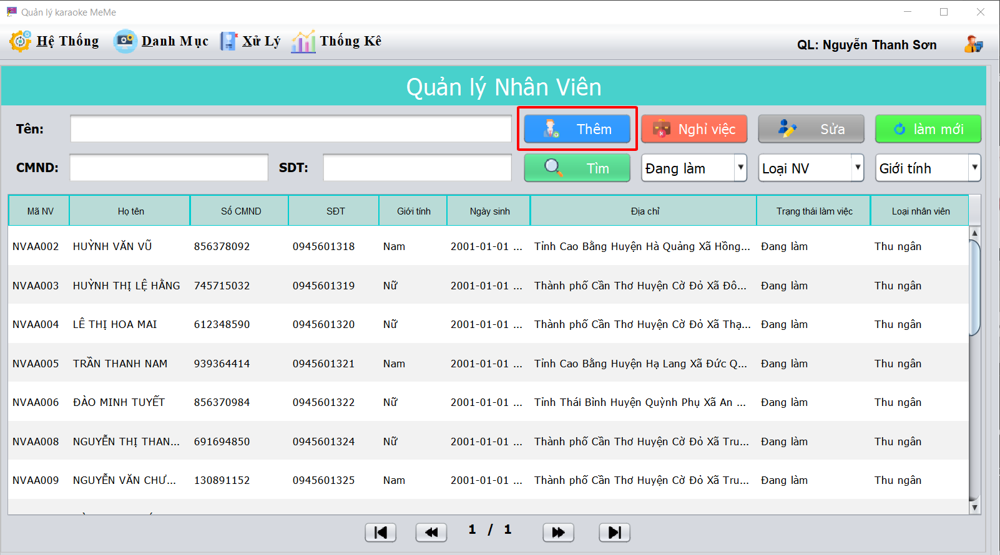 Quản lý karaoke MeMe
Hệ Thống Danh Mục Xử Lý Thống Kê QL: Nguyễn Thanh Sơn
Quản lý Nhân Viên
Tên: Thêm Nghỉ việc Sửa làm mới
CMND: SDT: Tìm Đang làm Loại NV Giới tính
Mã NV Họ tên Số CMND SĐT Giới tính Ngày sinh Địa chỉ Trạng thái làm việc Loại nhân viên
NVAA002 HUỲNH VĂN VŨ 856378092 0945601318 Nam 2001-01-01 ... Tỉnh Cao Bằng Huyện Hà Quảng Xã Hồng... Đang làm Thu ngân
NVAA003 HUỲNH THỊ LỆ HẰNG 745715032 0945601319 Nữ 2001-01-01 ... Thành phố Cần Thơ Huyện Cờ Đỏ Xã Đô... Đang làm Thu ngân
NVAA004 LÊ THỊ HOA MAI 612348590 0945601320 Nữ 2001-01-01 ... Thành phố Cần Thơ Huyện Cờ Đỏ Xã Thạ... Đang làm Thu ngân
NVAA005 TRẦN THANH NAM 939364414 0945601321 Nam 2001-01-01 ... Tỉnh Cao Bằng Huyện Hạ Lang Xã Đức Q... Đang làm Thu ngân
NVAA006 ĐÀO MINH TUYẾT 856370984 0945601322 Nữ 2001-01-01 ... Tỉnh Thái Bình Huyện Quỳnh Phụ Xã An ... Đang làm Thu ngân
NVAA008 NGUYỄN THỊ THAN... 691694850 0945601324 Nữ 2001-01-01 ... Thành phố Cần Thơ Huyện Cờ Đỏ Xã Tru... Đang làm Thu ngân
NVAA009 NGUYỄN VĂN CHƯ... 130891152 0945601325 Nam 2001-01-01 ... Thành phố Cần Thơ Huyện Cờ Đỏ Xã Tru... Đang làm Thu ngân
1 / 1